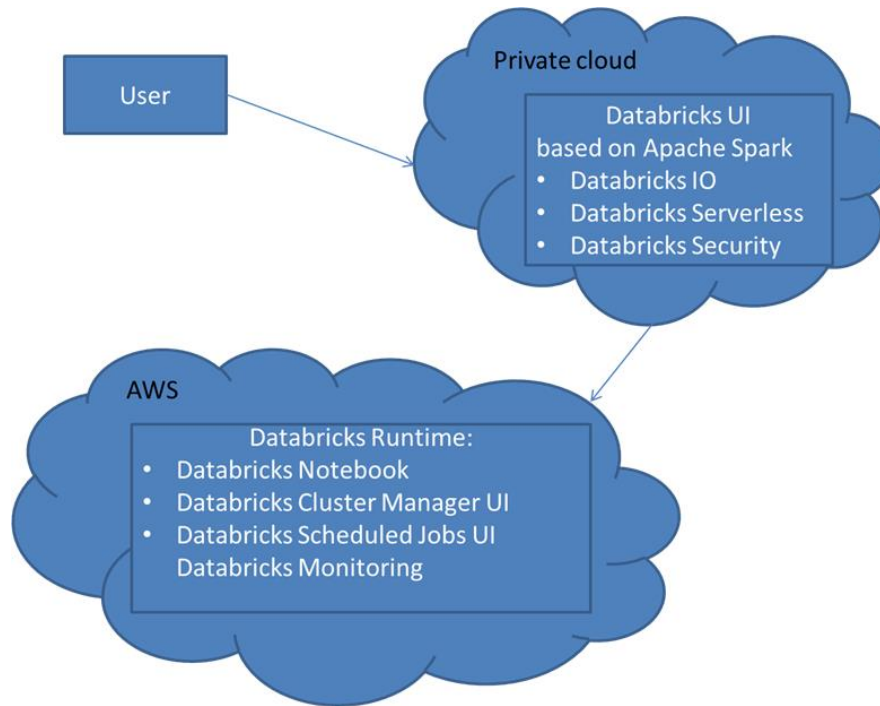 User
Private cloud
Databricks UI
based on Apache Spark
• Databricks IO
• Databricks Serverless
• Databricks Security
AWS
Databricks Runtime:
• Databricks Notebook
• Databricks Cluster Manager UI
• Databricks Scheduled Jobs UI
Databricks Monitoring